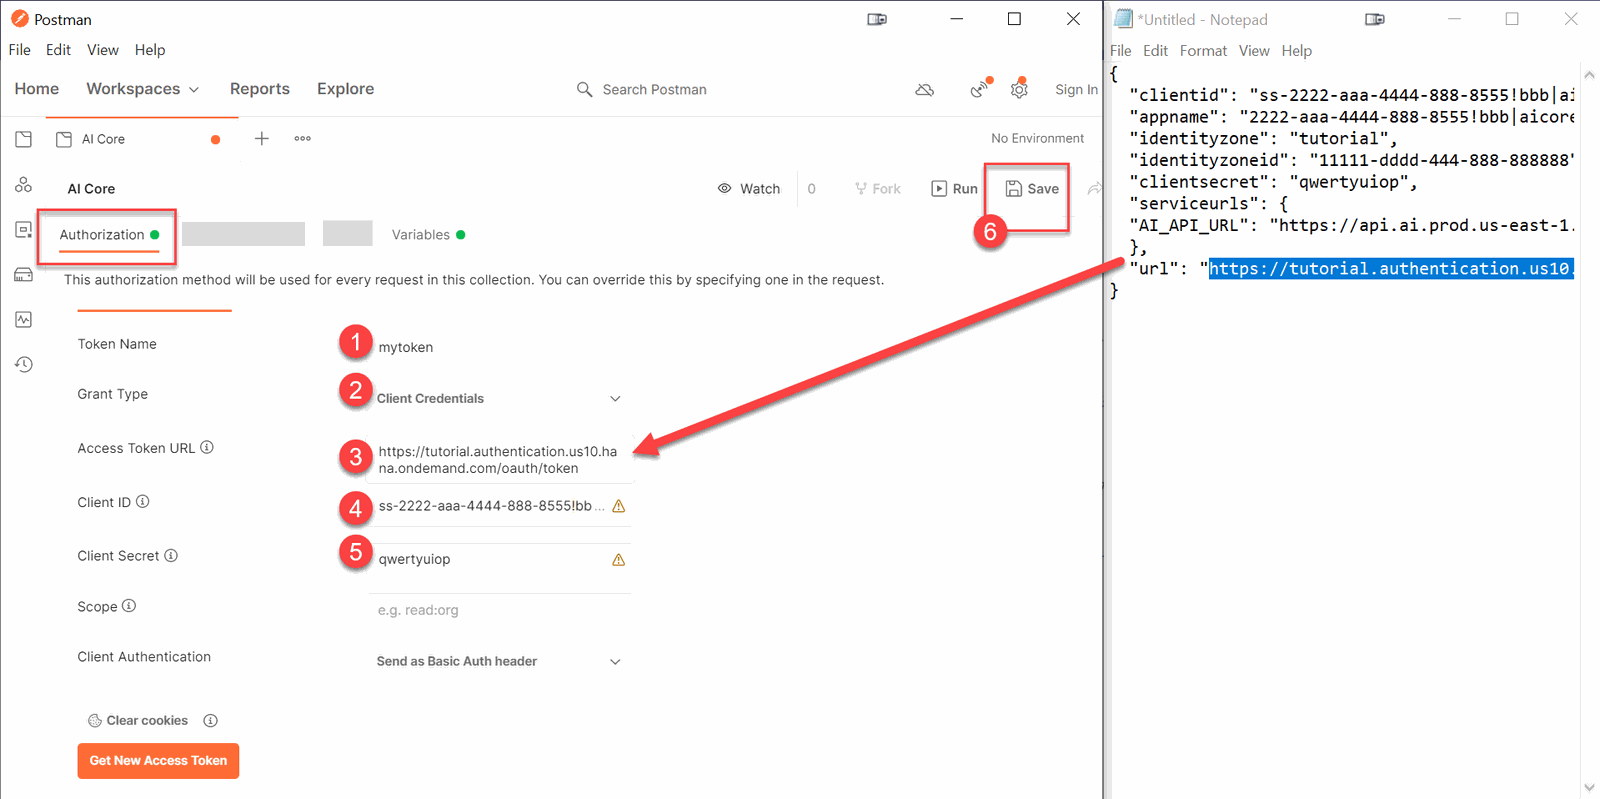 Postman
File Edit View Help
Home Workspaces Reports Explore Search Postman Sign In
AI Core No Environment
AI Core Watch 0 Fork Run Save
6
Authorization Variables
This authorization method will be used for every request in this collection. You can override this by specifying one in the request.
Token Name 1 mytoken
Grant Type 2 Client Credentials
Access Token URL 3 https://tutorial.authentication.us10.ha
na.ondemand.com/oauth/token
Client ID 4 ss-2222-aaa-4444-888-8555!bb ...
Client Secret 5 qwertyuiop
Scope e.g. read:org
Client Authentication Send as Basic Auth header
Clear cookies
Get New Access Token
*Untitled - Notepad
File Edit Format View Help
{
"clientid": "ss-2222-aaa-4444-888-8555!bbb|ai
"appname": "2222-aaa-4444-888-8555!bbb|aicore
"identityzone": "tutorial",
"identityzoneid": "11111-dddd-444-888-888888"
"clientsecret": "qwertyuiop",
"serviceurls": {
"AI_API_URL": "https://api.ai.prod.us-east-1.
},
"url": "https://tutorial.authentication.us10.
}